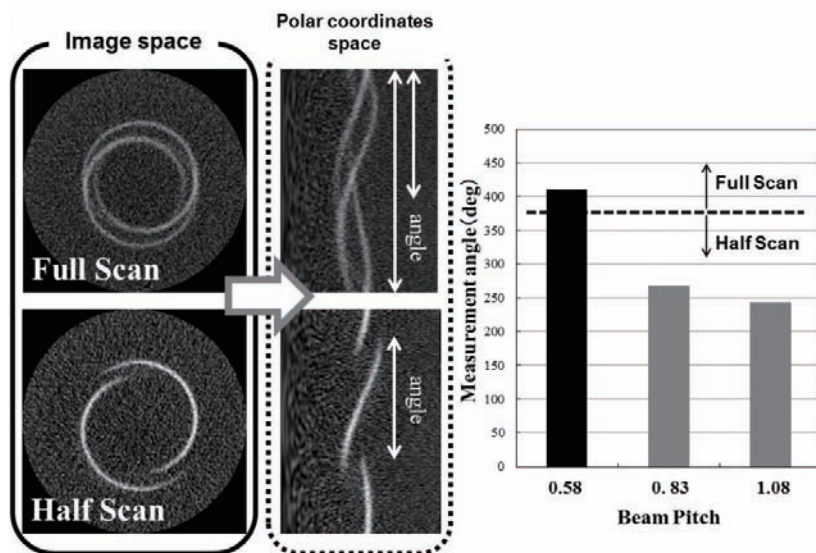 Image space
Polar coordinates
space
Full Scan
Half Scan
angle
angle
Measurement angle(deg)
500
450
400
350
300
250
200
150
100
50
0
Full Scan
Half Scan
0.58
0.83
1.08
Beam Pitch